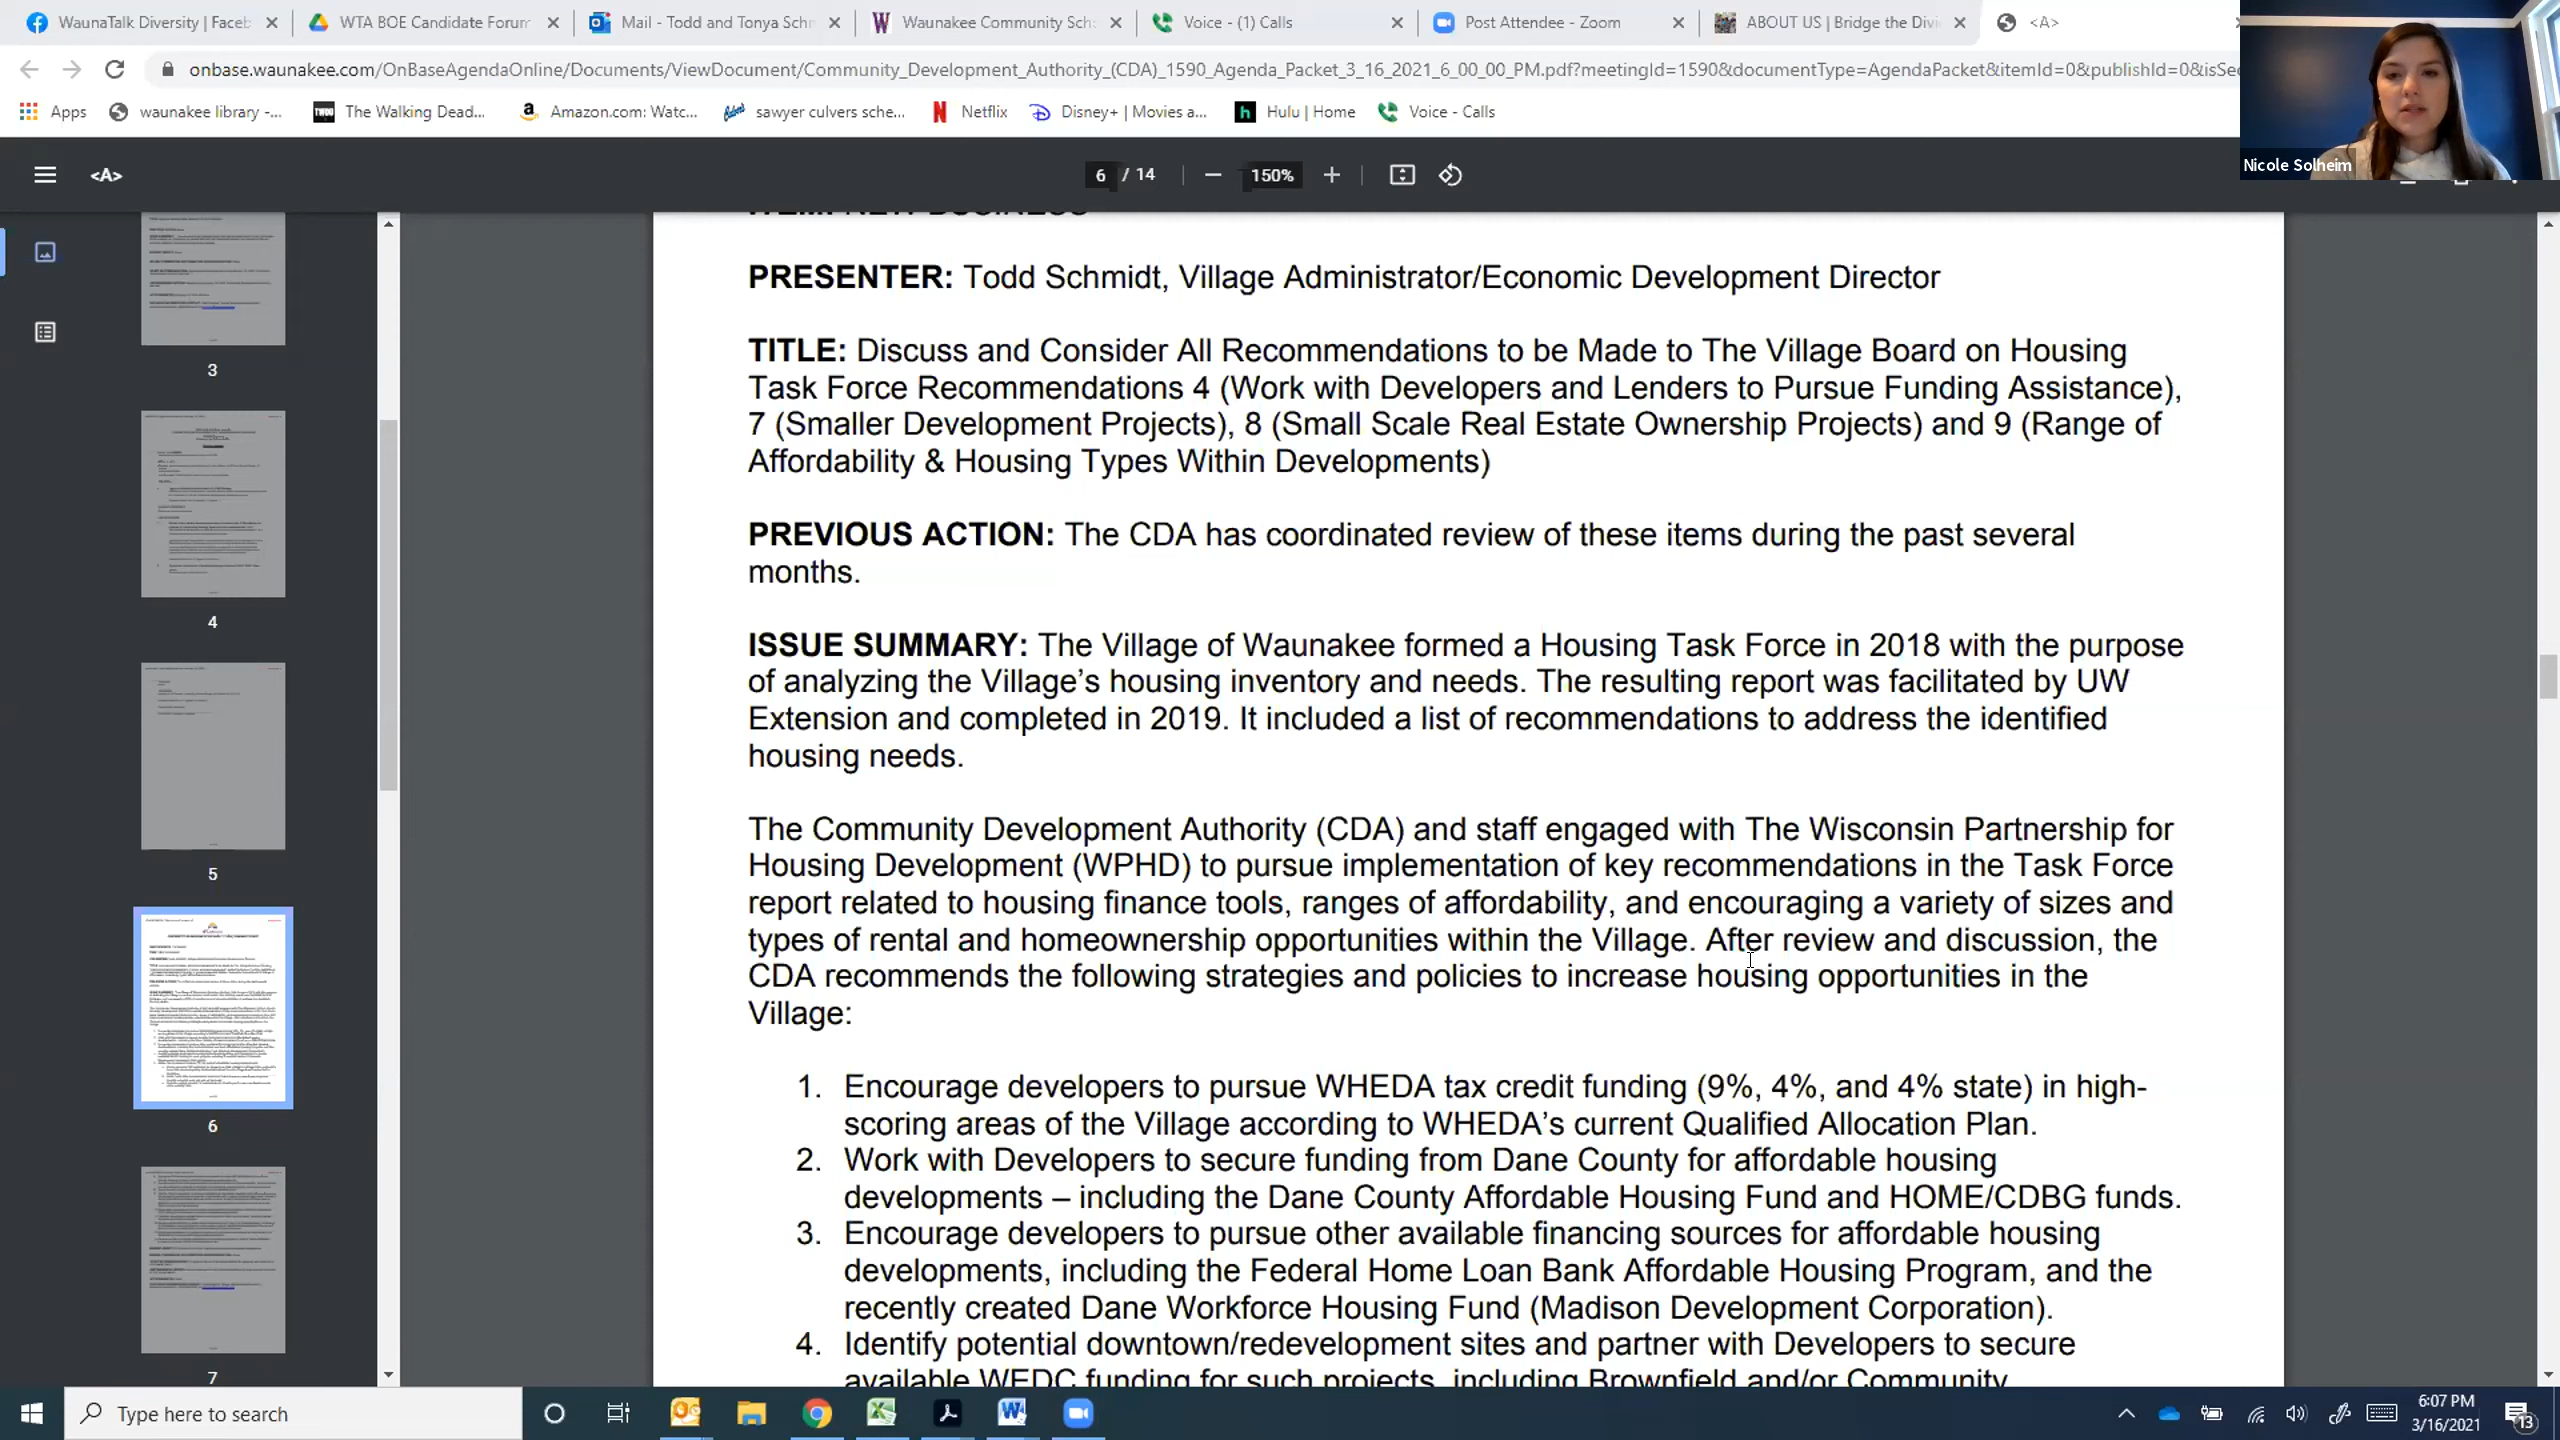 WaunaTalk Diversity | Faceb
WTA BOE Candidate Forum
Mail - Todd and Tonya Schm
Waunakee Community Sch
Voice - (1) Calls
Post Attendee - Zoom
ABOUT US | Bridge the Divi
<A>
onbase.waunakee.com/OnBaseAgendaOnline/Documents/ViewDocument/Community_Development_Authority_(CDA)_1590_Agenda_Packet_3_16_2021_6_00_00_PM.pdf?meetingId=1590&documentType=AgendaPacket&itemId=0&publishId=0&isSec
Apps
waunakee library -...
The Walking Dead...
Amazon.com: Watc...
sawyer culvers sche...
Netflix
Disney+ | Movies a...
Hulu | Home
Voice - Calls
Nicole Solheim
<A>
6 / 14
150%
ITEM: NEW BUSINESS
PRESENTER: Todd Schmidt, Village Administrator/Economic Development Director
TITLE: Discuss and Consider All Recommendations to be Made to The Village Board on Housing
Task Force Recommendations 4 (Work with Developers and Lenders to Pursue Funding Assistance),
7 (Smaller Development Projects), 8 (Small Scale Real Estate Ownership Projects) and 9 (Range of
Affordability & Housing Types Within Developments)
PREVIOUS ACTION: The CDA has coordinated review of these items during the past several
months.
ISSUE SUMMARY: The Village of Waunakee formed a Housing Task Force in 2018 with the purpose
of analyzing the Village's housing inventory and needs. The resulting report was facilitated by UW
Extension and completed in 2019. It included a list of recommendations to address the identified
housing needs.
The Community Development Authority (CDA) and staff engaged with The Wisconsin Partnership for
Housing Development (WPHD) to pursue implementation of key recommendations in the Task Force
report related to housing finance tools, ranges of affordability, and encouraging a variety of sizes and
types of rental and homeownership opportunities within the Village. After review and discussion, the
CDA recommends the following strategies and policies to increase housing opportunities in the
Village:
1. Encourage developers to pursue WHEDA tax credit funding (9%, 4%, and 4% state) in high-
scoring areas of the Village according to WHEDA's current Qualified Allocation Plan.
2. Work with Developers to secure funding from Dane County for affordable housing
developments – including the Dane County Affordable Housing Fund and HOME/CDBG funds.
3. Encourage developers to pursue other available financing sources for affordable housing
developments, including the Federal Home Loan Bank Affordable Housing Program, and the
recently created Dane Workforce Housing Fund (Madison Development Corporation).
4. Identify potential downtown/redevelopment sites and partner with Developers to secure
available WEDC funding for such projects, including Brownfield and/or Community
3
4
5
6
7
Type here to search
6:07 PM
3/16/2021
13